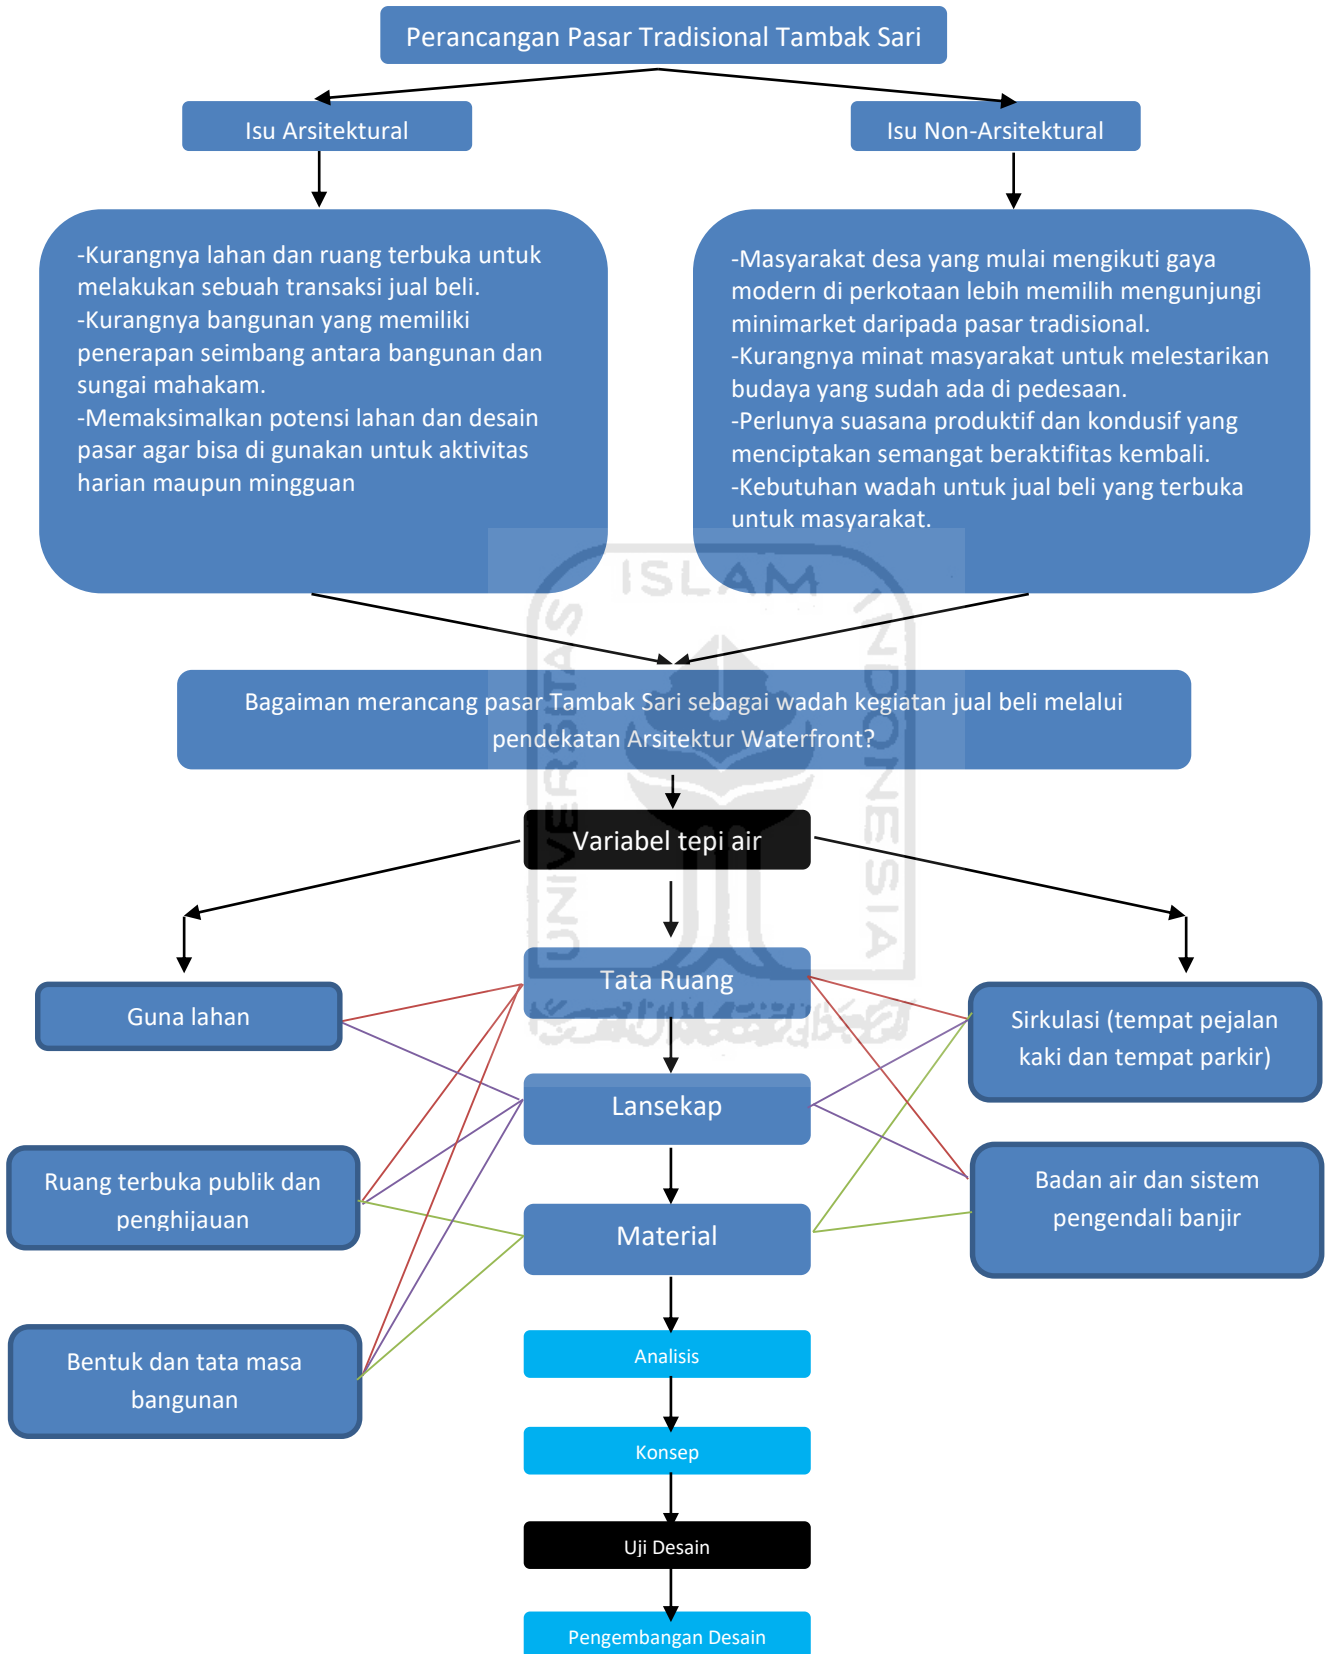 Perancangan Pasar Tradisional Tambak Sari
Isu Arsitektural
Isu Non-Arsitektural
-Kurangnya lahan dan ruang terbuka untuk
melakukan sebuah transaksi jual beli.
-Kurangnya bangunan yang memiliki
penerapan seimbang antara bangunan dan
sungai mahakam.
-Memaksimalkan potensi lahan dan desain
pasar agar bisa di gunakan untuk aktivitas
harian maupun mingguan
-Masyarakat desa yang mulai mengikuti gaya
modern di perkotaan lebih memilih mengunjungi
minimarket daripada pasar tradisional.
-Kurangnya minat masyarakat untuk melestarikan
budaya yang sudah ada di pedesaan.
-Perlunya suasana produktif dan kondusif yang
menciptakan semangat beraktifitas kembali.
-Kebutuhan wadah untuk jual beli yang terbuka
untuk masyarakat.
UNIVERSITAS ISLAM INDONESIA
Bagaiman merancang pasar Tambak Sari sebagai wadah kegiatan jual beli melalui
pendekatan Arsitektur Waterfront?
Variabel tepi air
Tata Ruang
Guna lahan
Sirkulasi (tempat pejalan
kaki dan tempat parkir)
Lansekap
Ruang terbuka publik dan
penghijauan
Badan air dan sistem
pengendali banjir
Material
Bentuk dan tata masa
bangunan
Analisis
Konsep
Uji Desain
Pengembangan Desain